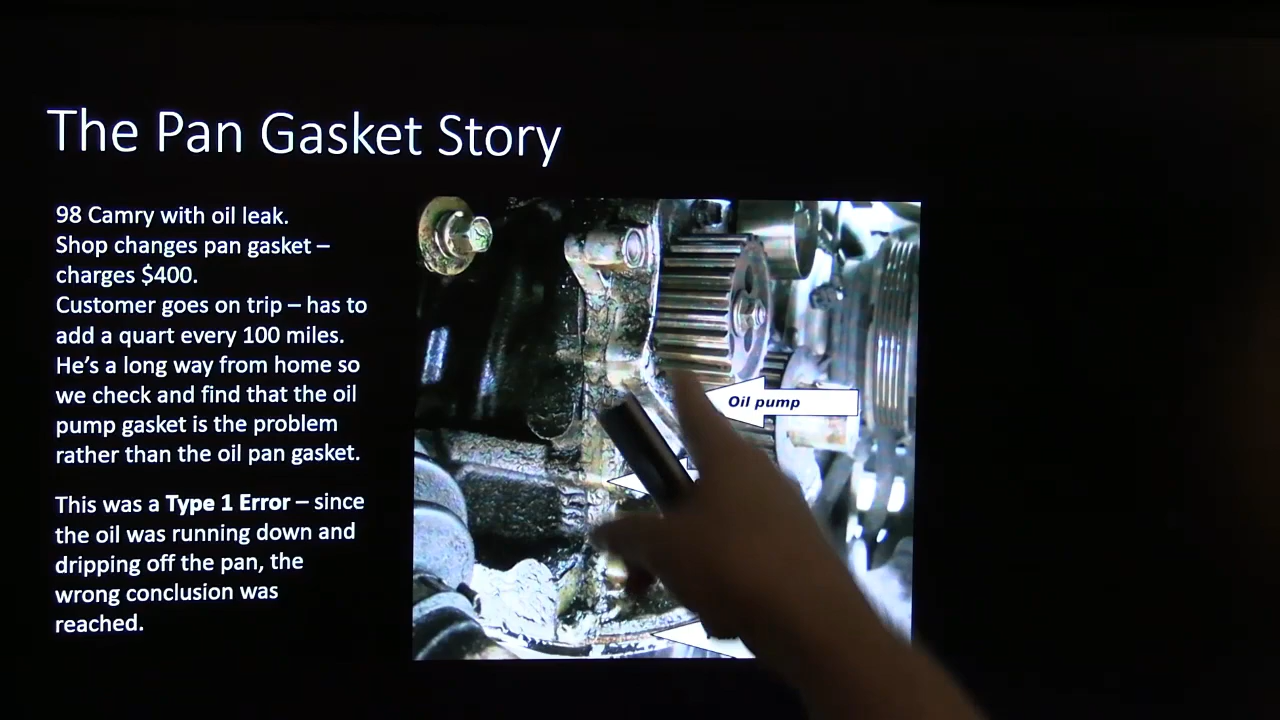 The Pan Gasket Story
98 Camry with oil leak.
Shop changes pan gasket –
charges $400.
Customer goes on trip – has to
add a quart every 100 miles.
He’s a long way from home so
we check and find that the oil
pump gasket is the problem
rather than the oil pan gasket.
This was a Type 1 Error – since
the oil was running down and
dripping off the pan, the
wrong conclusion was
reached.
Oil pump